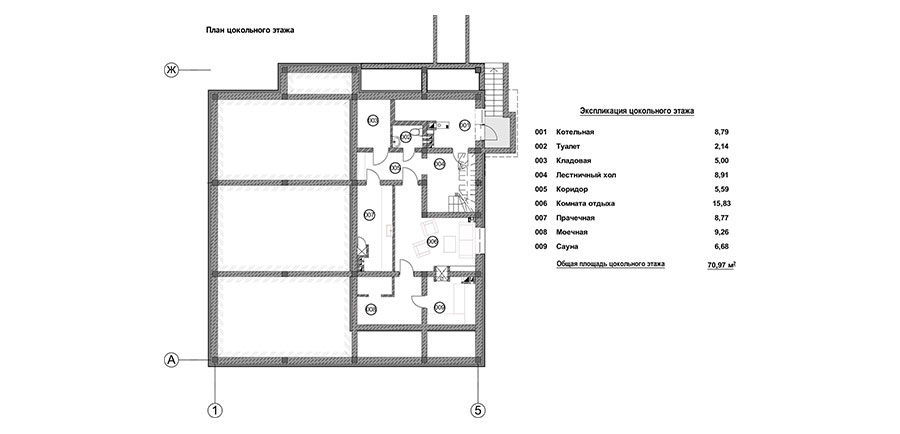 План цокольного этажа
Ж
003
002
001
005
004
007
006
008
009
А
1
5
Экспликация цокольного этажа
001 Котельная 8,79
002 Туалет 2,14
003 Кладовая 5,00
004 Лестничный хол 8,91
005 Коридор 5,59
006 Комната отдыха 15,83
007 Прачечная 8,77
008 Моечная 9,26
009 Сауна 6,68
Общая площадь цокольного этажа 70,97 м²